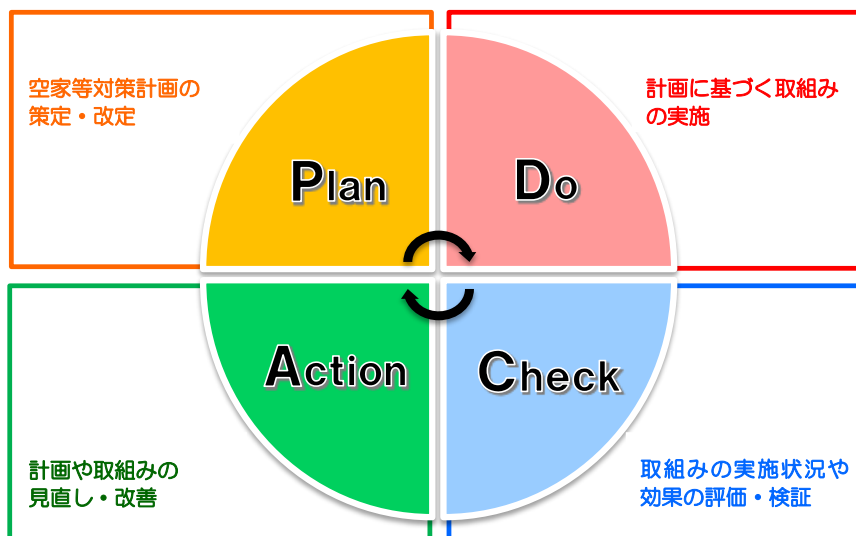 空家等対策計画の
策定・改定
計画に基づく取組み
の実施
Plan
Do
Action
Check
計画や取組みの
見直し・改善
取組みの実施状況や
効果の評価・検証